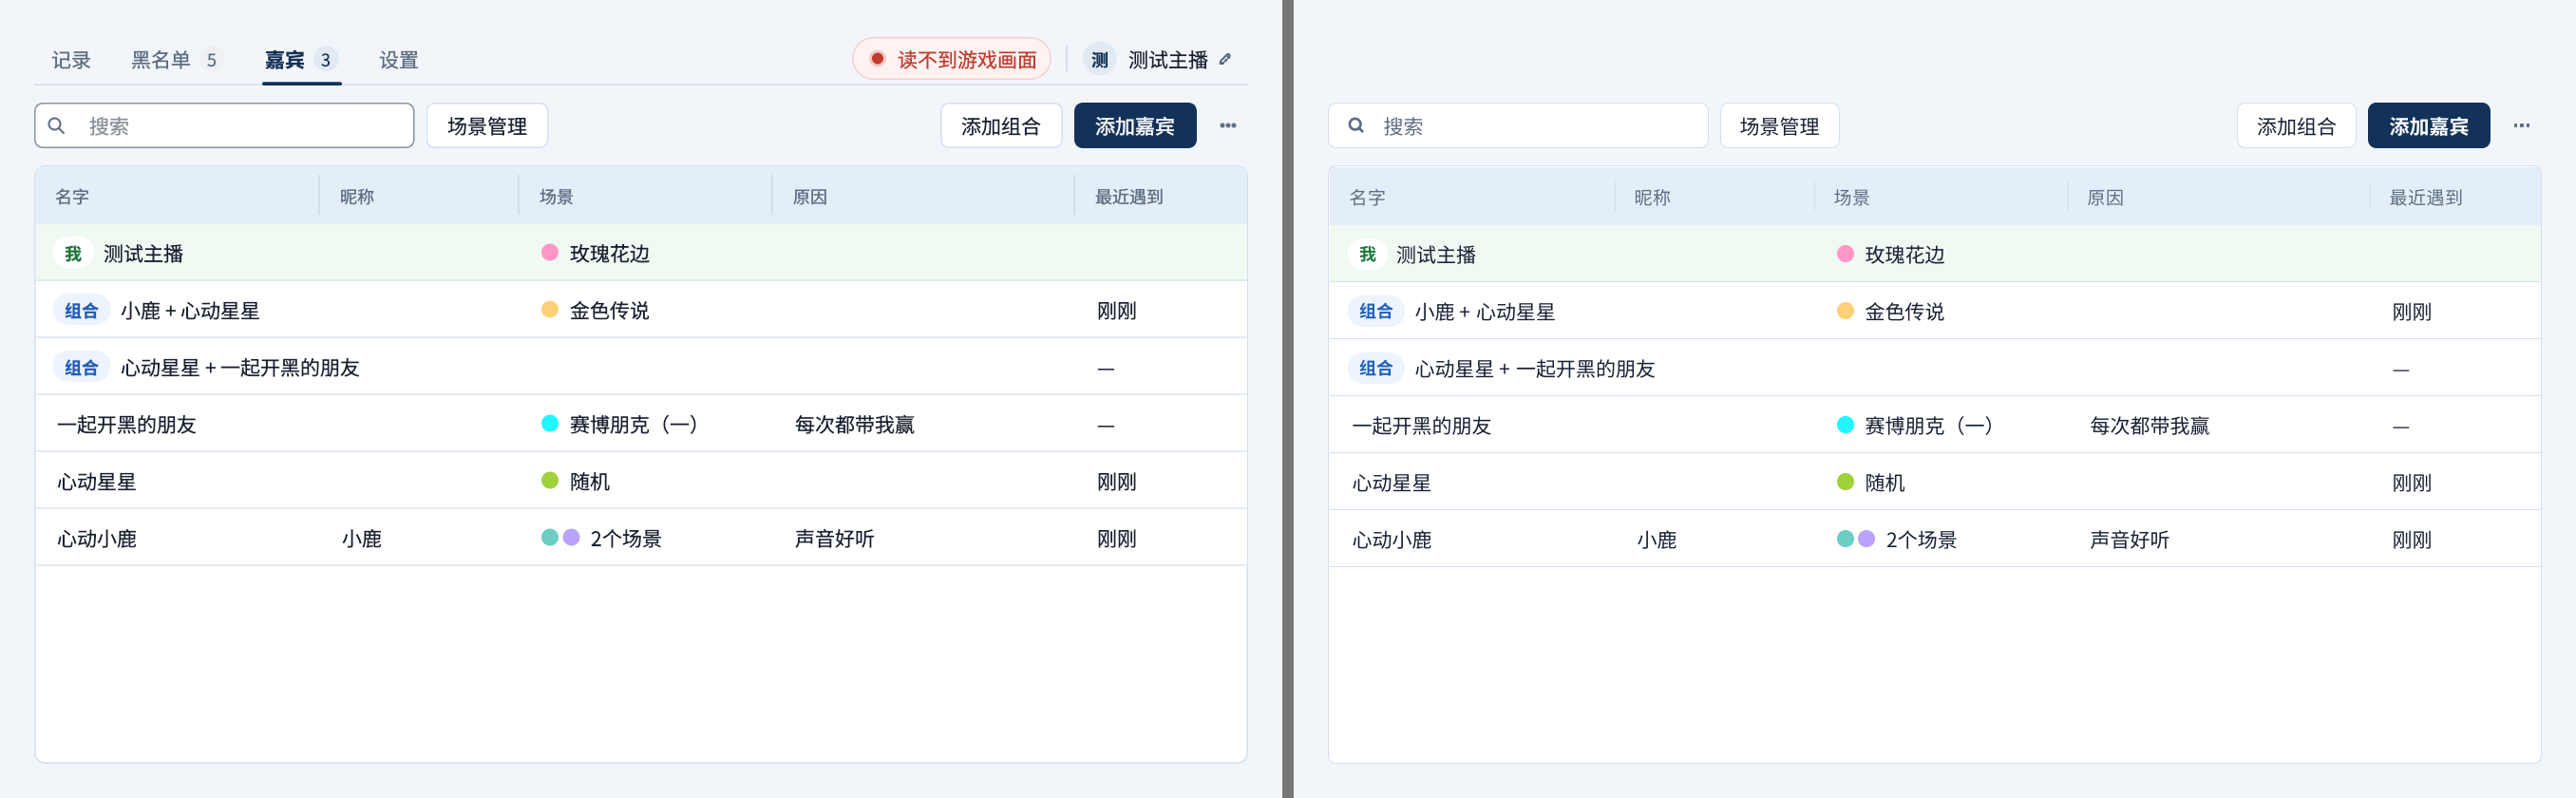 记录 黑名单 5 嘉宾 3 设置 读不到游戏画面 测 测试主播
搜索 场景管理 添加组合 添加嘉宾 ···
名字 昵称 场景 原因 最近遇到
我 测试主播 玫瑰花边
组合 小鹿 + 心动星星 金色传说 刚刚
组合 心动星星 + 一起开黑的朋友 —
一起开黑的朋友 赛博朋克（一） 每次都带我赢 —
心动星星 随机 刚刚
心动小鹿 小鹿 2个场景 声音好听 刚刚
搜索 场景管理 添加组合 添加嘉宾 ···
名字 昵称 场景 原因 最近遇到
我 测试主播 玫瑰花边
组合 小鹿 + 心动星星 金色传说 刚刚
组合 心动星星 + 一起开黑的朋友 —
一起开黑的朋友 赛博朋克（一） 每次都带我赢 —
心动星星 随机 刚刚
心动小鹿 小鹿 2个场景 声音好听 刚刚